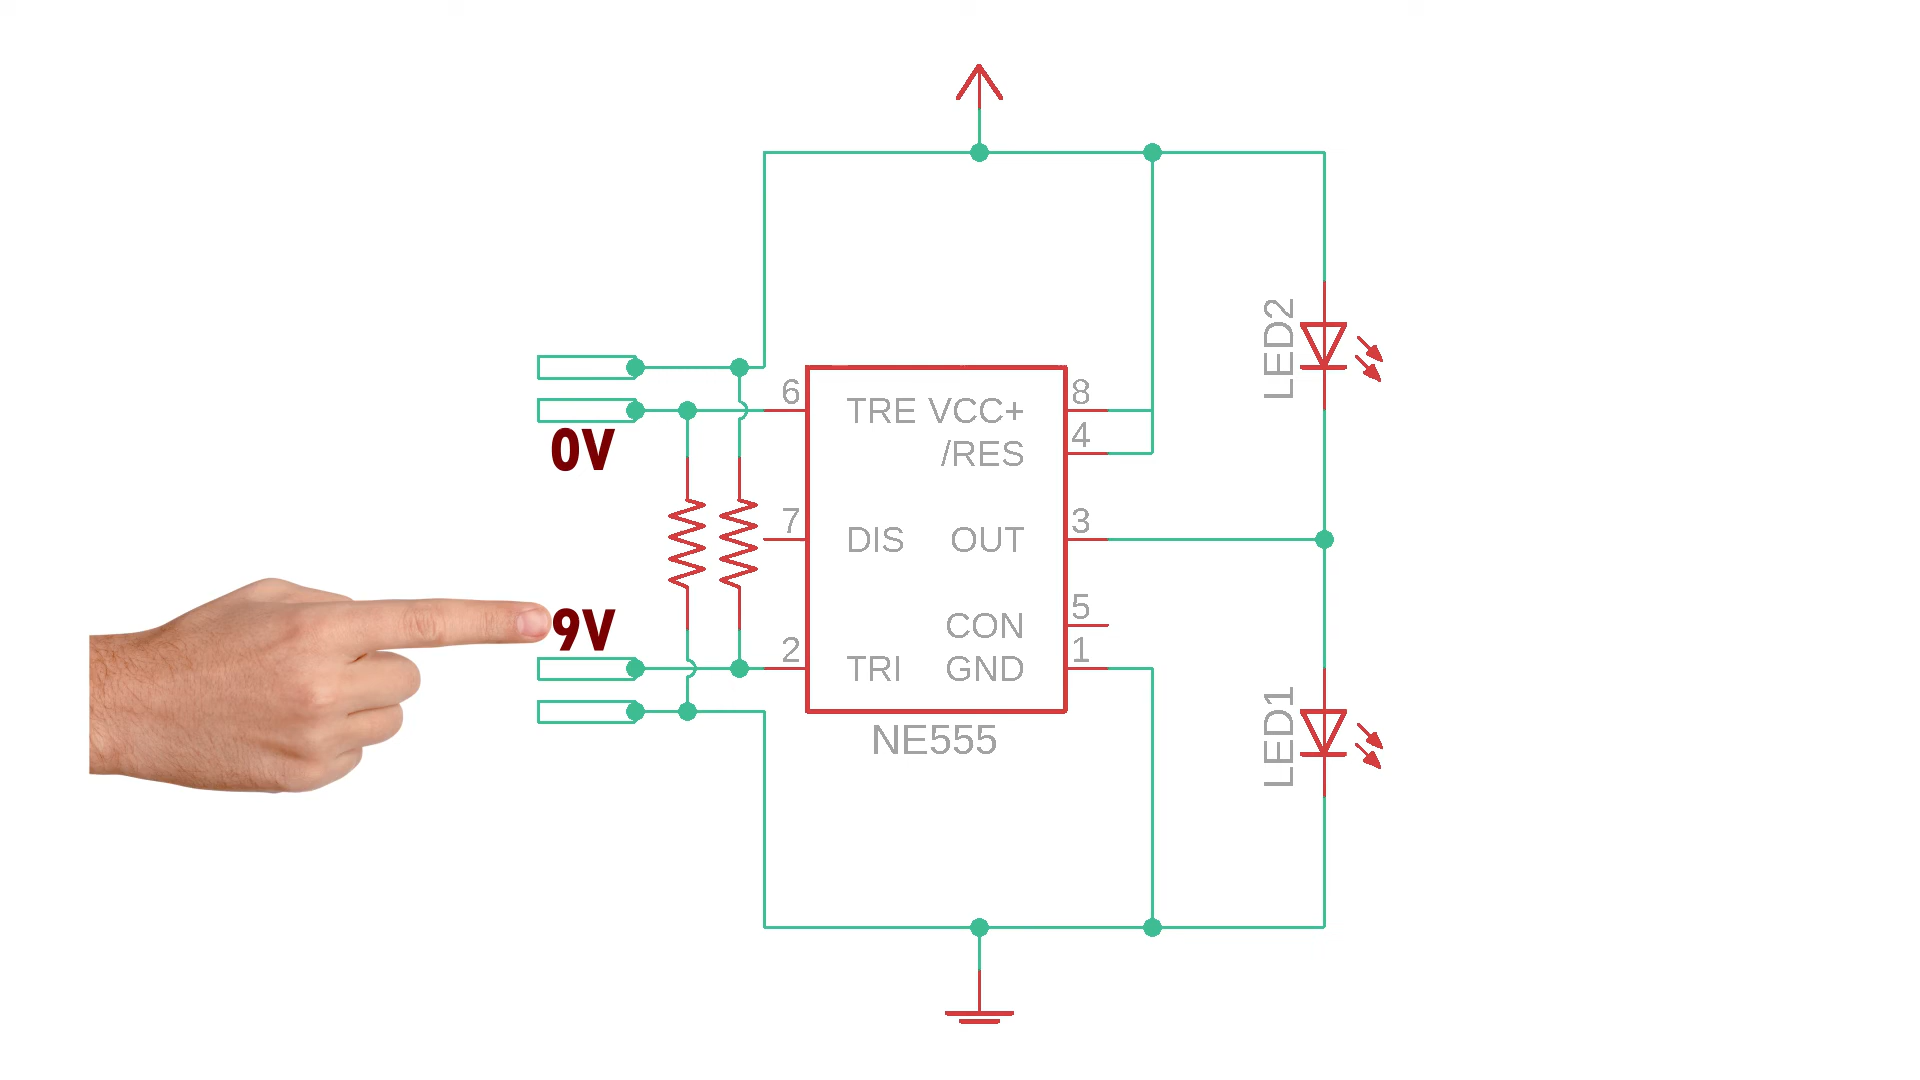 LED2
6
TRE
VCC+
8
0V
/RES
4
7
DIS
OUT
3
9V
CON
5
2
TRI
GND
1
LED1
NE555